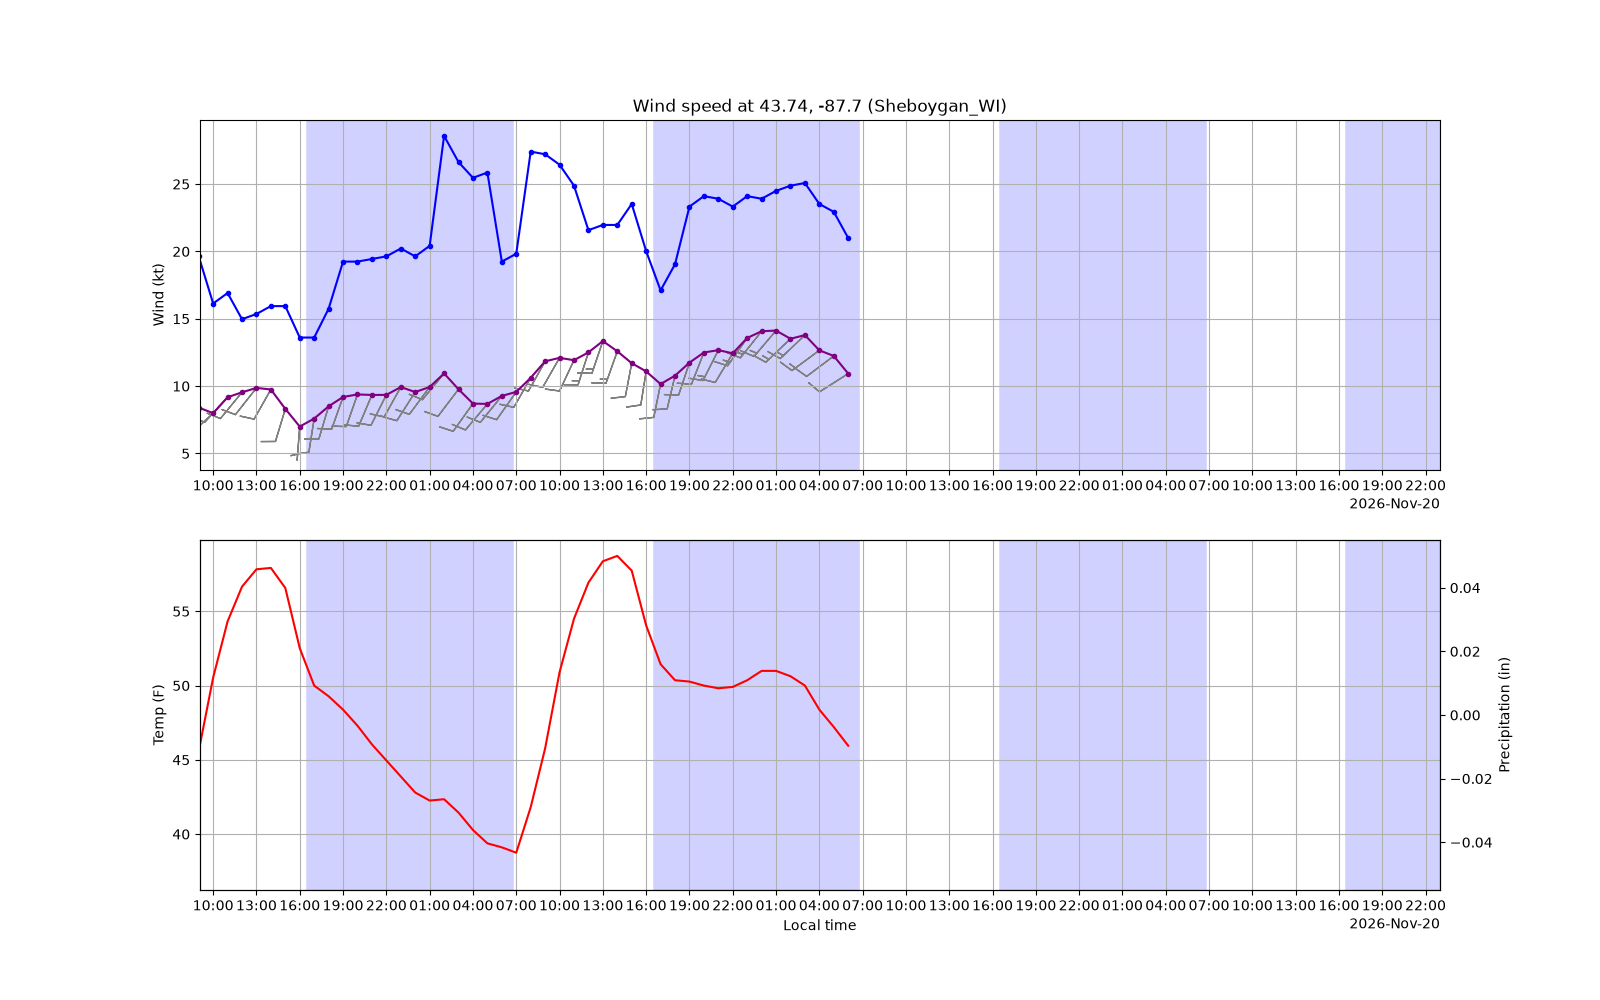 Wind speed at 43.74, -87.7 (Sheboygan_WI)
Wind (kt)
25
20
15
10
5
10:00 13:00 16:00 19:00 22:00 01:00 04:00 07:00 10:00 13:00 16:00 19:00 22:00 01:00 04:00 07:00 10:00 13:00 16:00 19:00 22:00 01:00 04:00 07:00 10:00 13:00 16:00 19:00 22:00
2026-Nov-20
Temp (F)
55
50
45
40
0.04
0.02
0.00
−0.02
−0.04
Precipitation (in)
10:00 13:00 16:00 19:00 22:00 01:00 04:00 07:00 10:00 13:00 16:00 19:00 22:00 01:00 04:00 07:00 10:00 13:00 16:00 19:00 22:00 01:00 04:00 07:00 10:00 13:00 16:00 19:00 22:00
Local time
2026-Nov-20